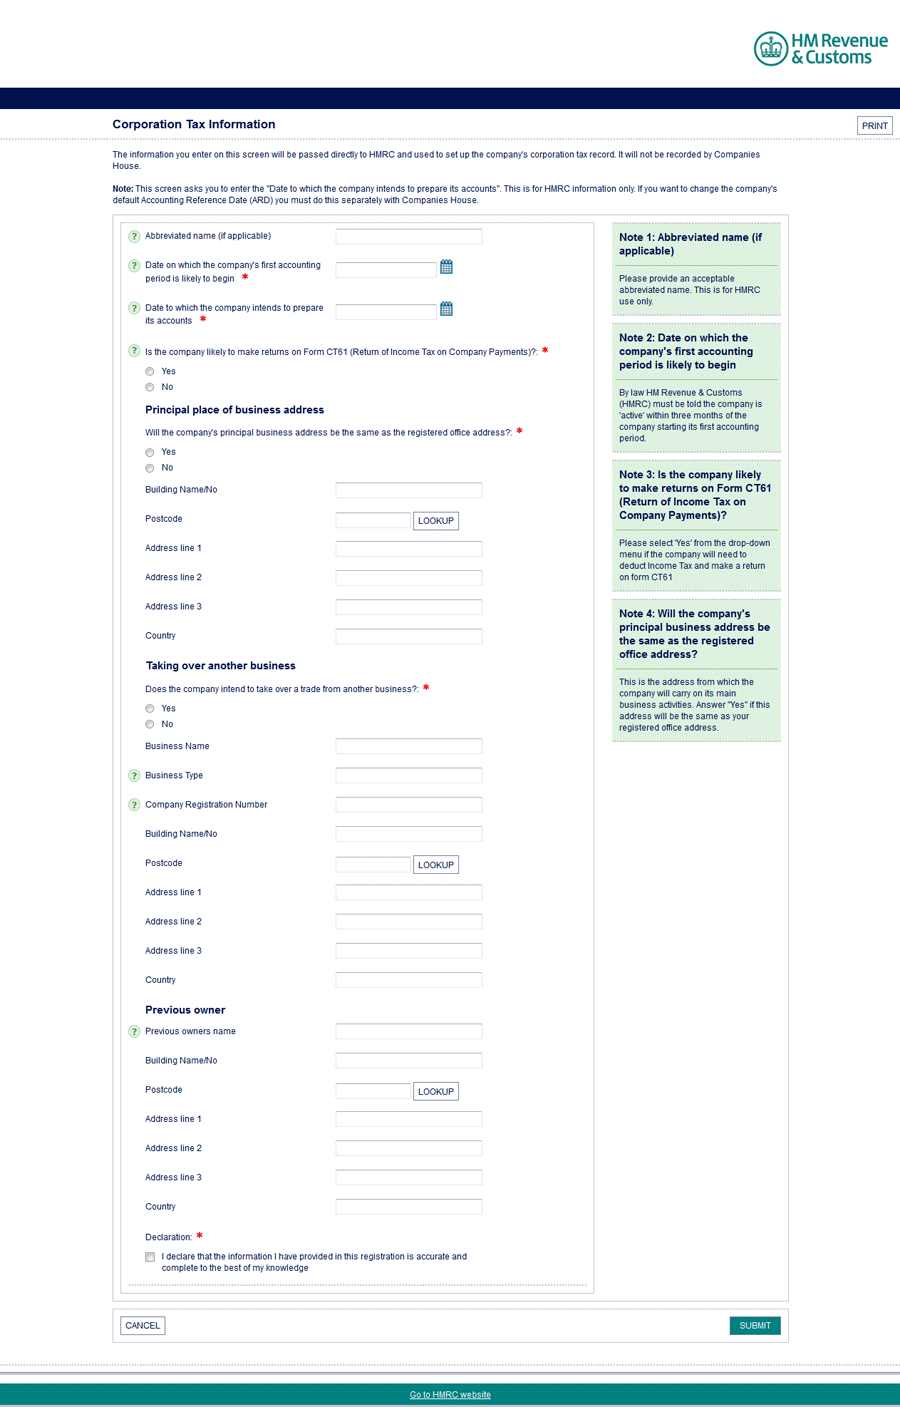 HM Revenue
& Customs
Corporation Tax Information
PRINT
The information you enter on this screen will be passed directly to HMRC and used to set up the company's corporation tax record. It will not be recorded by Companies
House.
Note: This screen asks you to enter the "Date to which the company intends to prepare its accounts". This is for HMRC information only. If you want to change the company's
default Accounting Reference Date (ARD) you must do this separately with Companies House.
? Abbreviated name (if applicable)
? Date on which the company's first accounting
period is likely to begin *
? Date to which the company intends to prepare
its accounts *
? Is the company likely to make returns on Form CT61 (Return of Income Tax on Company Payments)?: *
Yes
No
Principal place of business address
Will the company's principal business address be the same as the registered office address?: *
Yes
No
Building Name/No
Postcode LOOKUP
Address line 1
Address line 2
Address line 3
Country
Taking over another business
Does the company intend to take over a trade from another business?: *
Yes
No
Business Name
? Business Type
? Company Registration Number
Building Name/No
Postcode LOOKUP
Address line 1
Address line 2
Address line 3
Country
Previous owner
? Previous owners name
Building Name/No
Postcode LOOKUP
Address line 1
Address line 2
Address line 3
Country
Declaration: *
I declare that the information I have provided in this registration is accurate and
complete to the best of my knowledge
Note 1: Abbreviated name (if
applicable)
Please provide an acceptable
abbreviated name. This is for HMRC
use only.
Note 2: Date on which the
company's first accounting
period is likely to begin
By law HM Revenue & Customs
(HMRC) must be told the company is
'active' within three months of the
company starting its first accounting
period.
Note 3: Is the company likely
to make returns on Form CT61
(Return of Income Tax on
Company Payments)?
Please select 'Yes' from the drop-down
menu if the company will need to
deduct Income Tax and make a return
on form CT61
Note 4: Will the company's
principal business address be
the same as the registered
office address?
This is the address from which the
company will carry on its main
business activities. Answer "Yes" if this
address will be the same as your
registered office address.
CANCEL
SUBMIT
Go to HMRC website